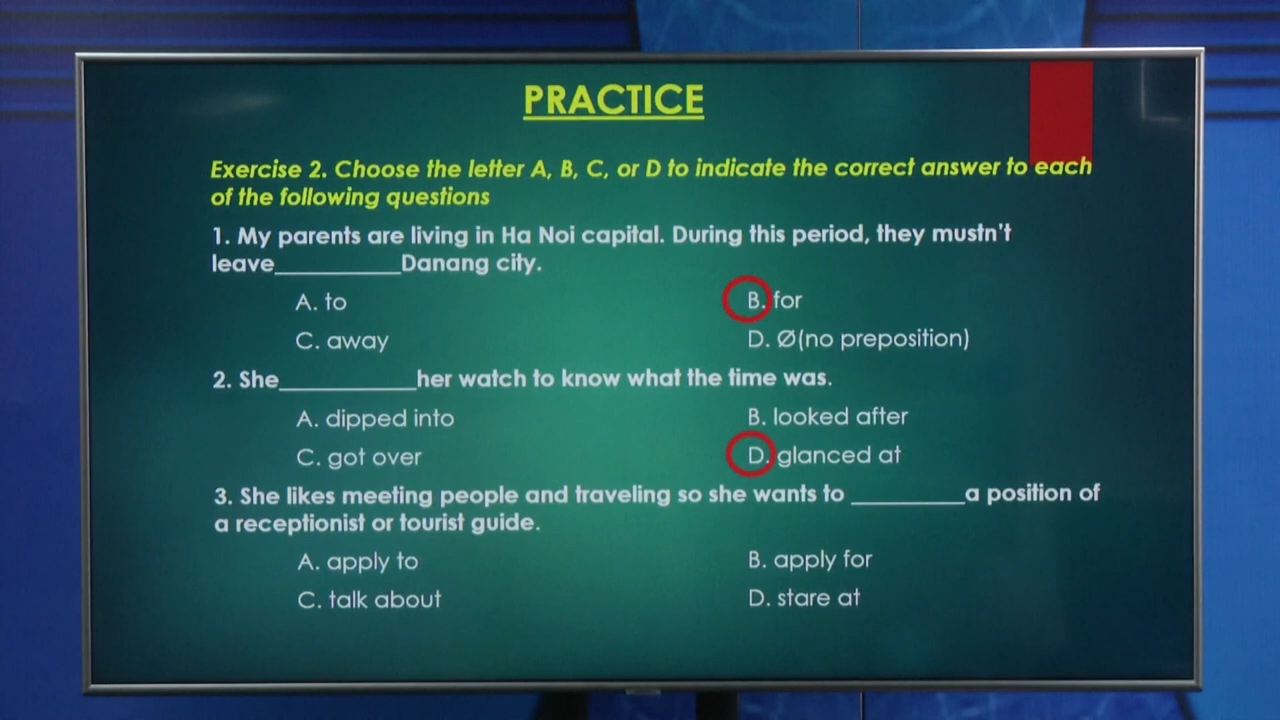 PRACTICE
Exercise 2. Choose the letter A, B, C, or D to indicate the correct answer to each
of the following questions
1. My parents are living in Ha Noi capital. During this period, they mustn't
leave__________Danang city.
A. to
B. for
C. away
D. Ø(no preposition)
2. She___________her watch to know what the time was.
A. dipped into
B. looked after
C. got over
D. glanced at
3. She likes meeting people and traveling so she wants to _________a position of
a receptionist or tourist guide.
A. apply to
B. apply for
C. talk about
D. stare at